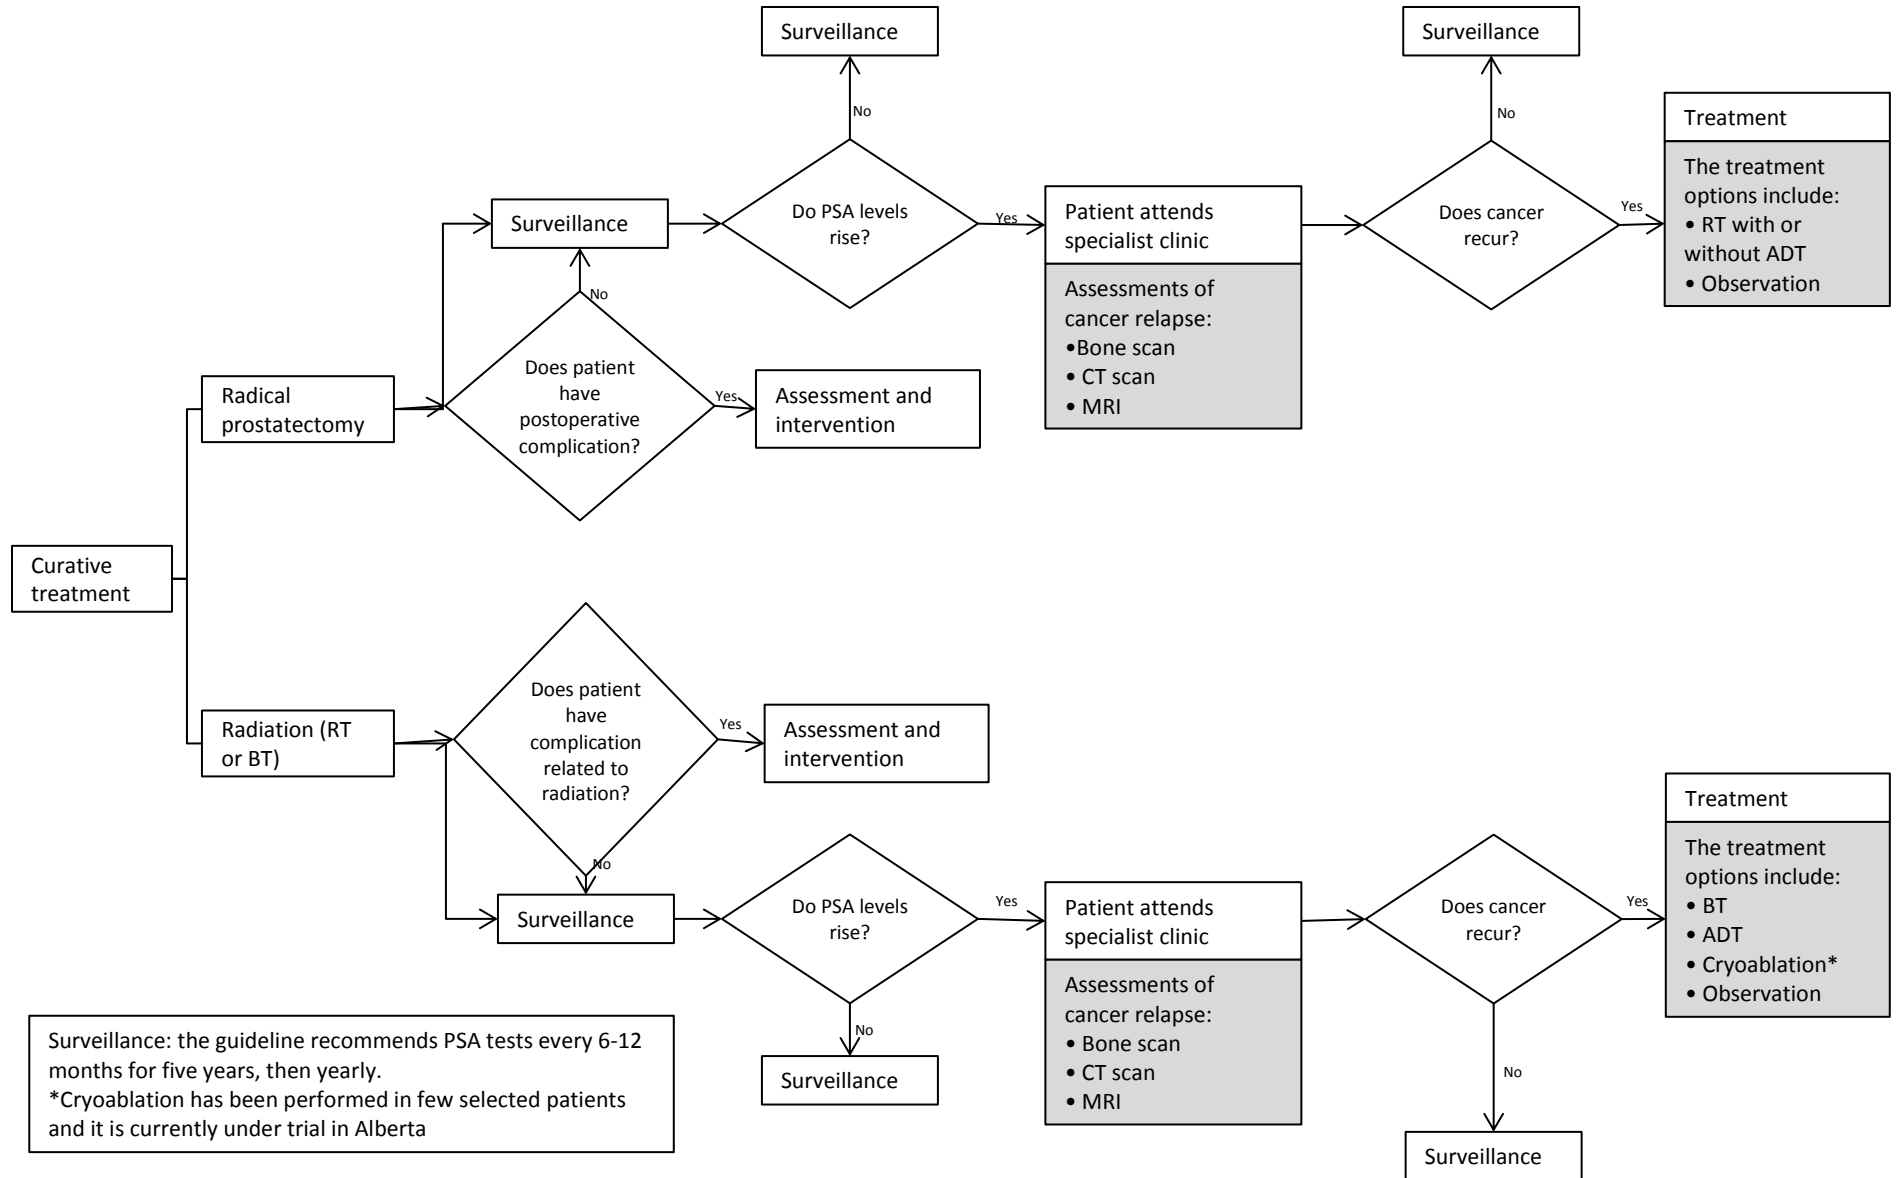 Surveillance
Surveillance
No
No
Treatment
The treatment
options include:
• RT with or
without ADT
• Observation
Surveillance
Do PSA levels
rise?
Yes
Patient attends
specialist clinic
Assessments of
cancer relapse:
•Bone scan
• CT scan
• MRI
Does cancer
recur?
Yes
No
Radical
prostatectomy
Does patient
have
postoperative
complication?
Yes
Assessment and
intervention
Curative
treatment
Radiation (RT
or BT)
Does patient
have
complication
related to
radiation?
Yes
Assessment and
intervention
No
Surveillance
Do PSA levels
rise?
Yes
Patient attends
specialist clinic
Assessments of
cancer relapse:
• Bone scan
• CT scan
• MRI
Does cancer
recur?
Yes
Treatment
The treatment
options include:
• BT
• ADT
• Cryoablation*
• Observation
No
Surveillance
No
Surveillance
Surveillance: the guideline recommends PSA tests every 6-12
months for five years, then yearly.
*Cryoablation has been performed in few selected patients
and it is currently under trial in Alberta